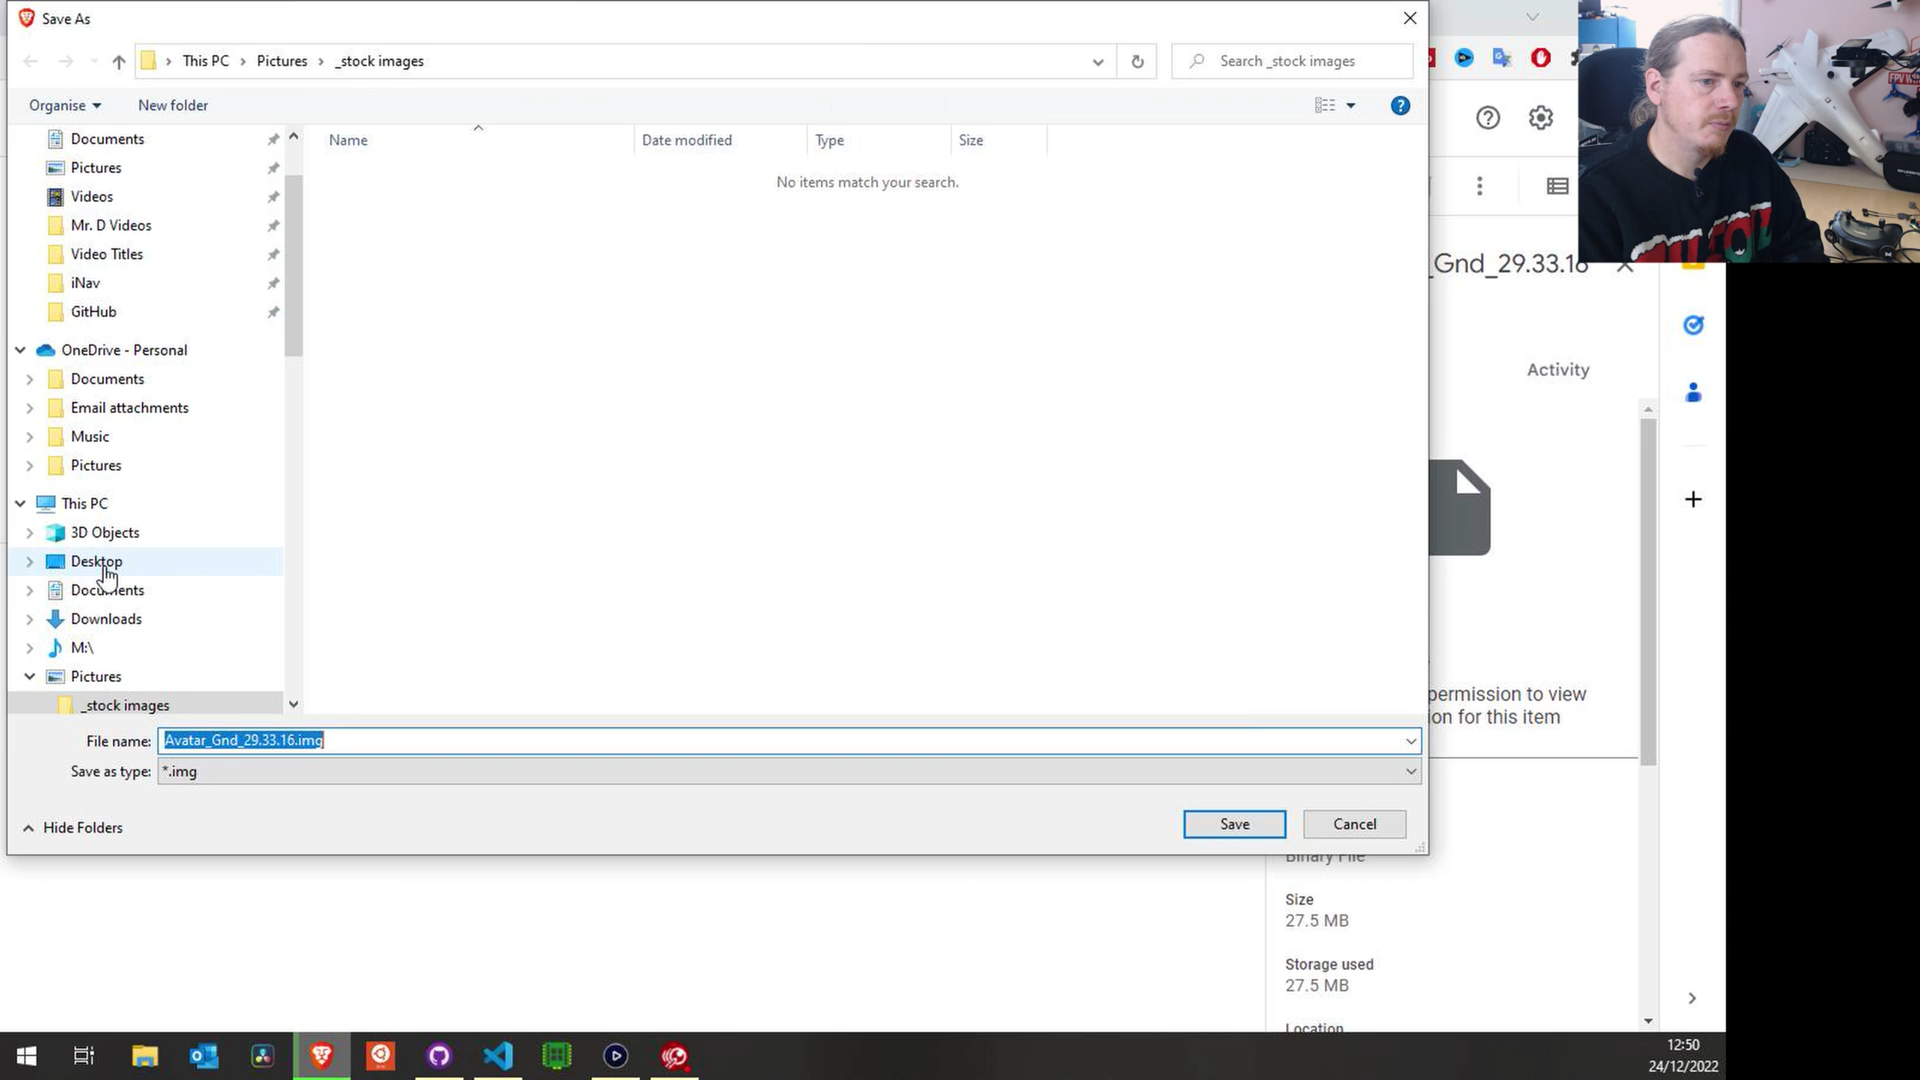 Save As
This PC > Pictures > _stock images
Search _stock images
Organise
New folder
Documents
Pictures
Videos
Mr. D Videos
Video Titles
iNav
GitHub
OneDrive - Personal
Documents
Email attachments
Music
Pictures
This PC
3D Objects
Desktop
Documents
Downloads
M:\
Pictures
_stock images
Name
Date modified
Type
Size
No items match your search.
File name: Avatar_Gnd_29.33.16.img
Save as type: *.img
Hide Folders
Save
Cancel
_Gnd_29.33.16
Activity
permission to view
ion for this item
Binary File
Size
27.5 MB
Storage used
27.5 MB
Location
12:50
24/12/2022